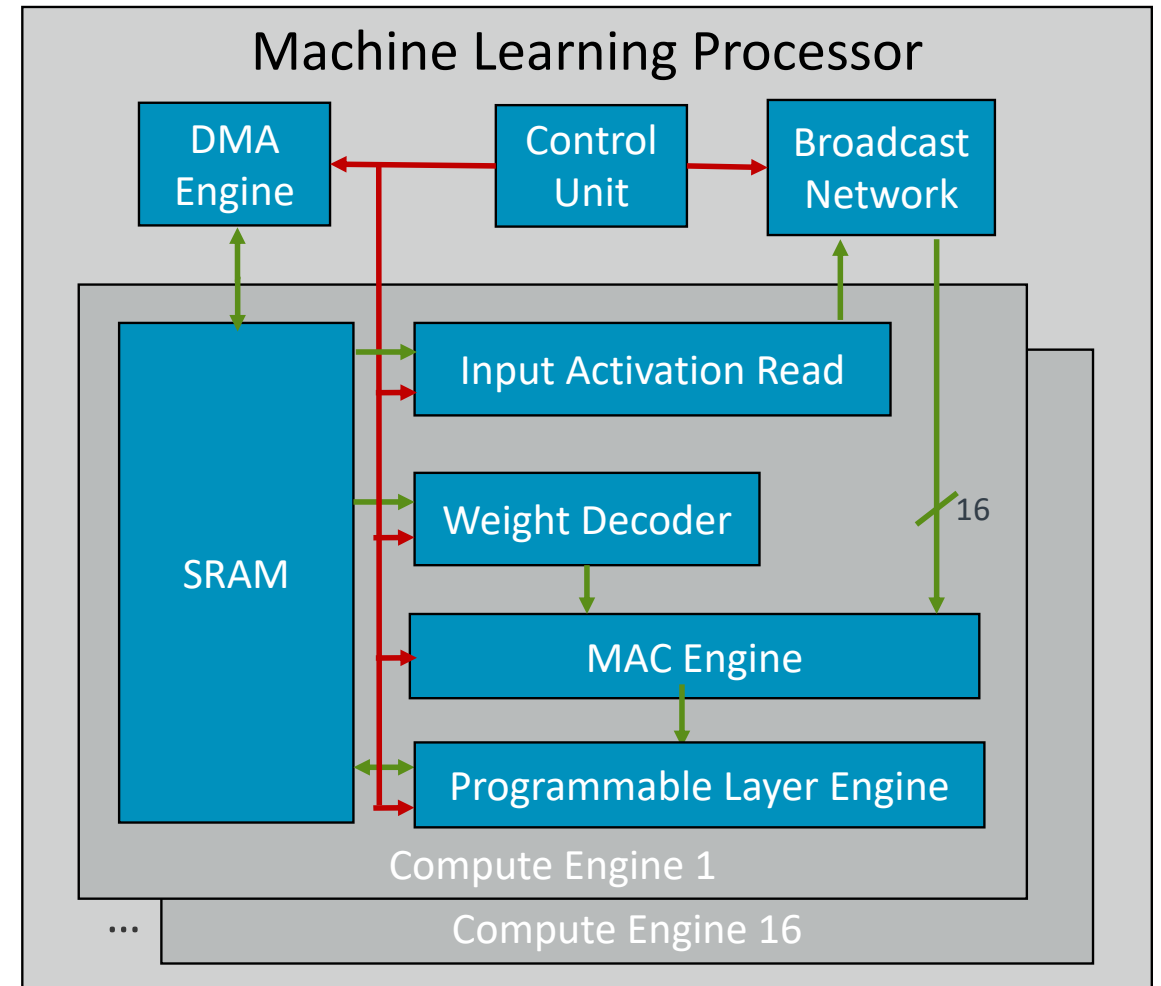 Machine Learning Processor
DMA
Engine
Control
Unit
Broadcast
Network
Input Activation Read
Weight Decoder
16
SRAM
MAC Engine
Programmable Layer Engine
Compute Engine 1
...
Compute Engine 16